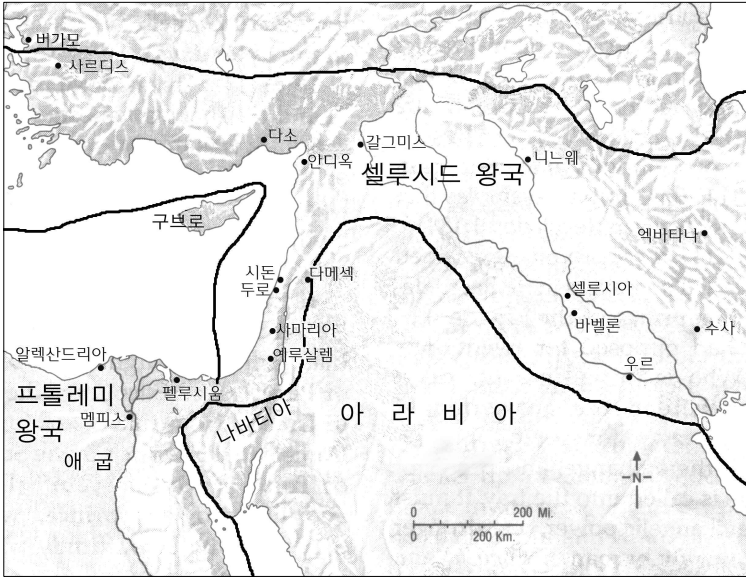 버가모
사르디스
다소
갈그미스
안디옥
니느웨
셀루시드 왕국
구브로
엑바타나
시돈
다메섹
두로
셀루시아
바벨론
수사
사마리아
예루살렘
알렉산드리아
펠루시움
우르
프톨레미
왕국
멤피스
나바티아
아 라 비 아
애 굽
N
0 200 Mi.
0 200 Km.